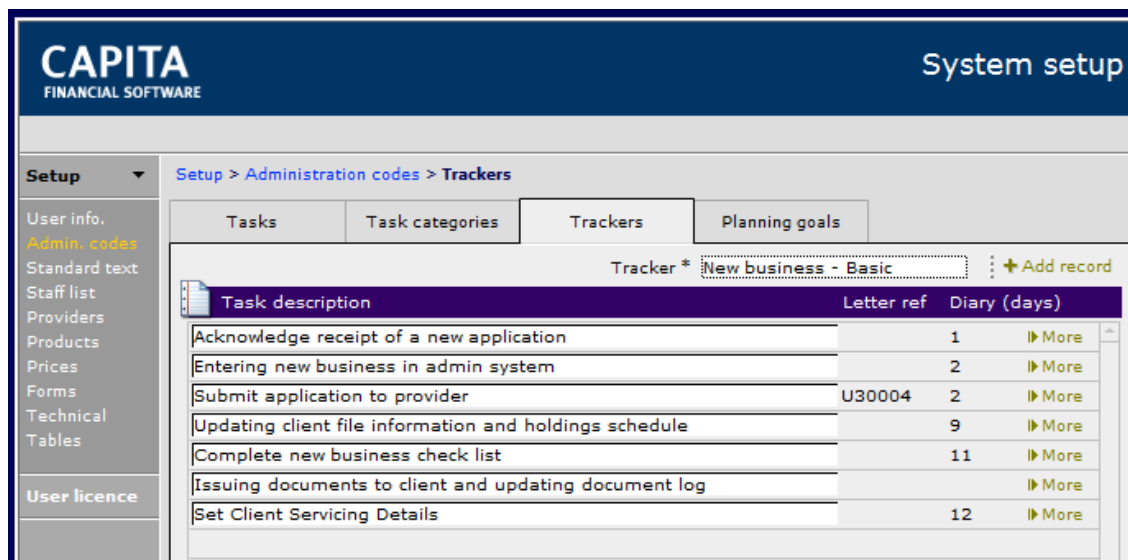 CAPITA
FINANCIAL SOFTWARE
System setup
Setup
User info.
Admin. codes
Standard text
Staff list
Providers
Products
Prices
Forms
Technical
Tables
User licence
Setup > Administration codes > Trackers
Tasks Task categories Trackers Planning goals
Tracker * New business - Basic + Add record
Task description Letter ref Diary (days)
Acknowledge receipt of a new application 1 More
Entering new business in admin system 2 More
Submit application to provider U30004 2 More
Updating client file information and holdings schedule 9 More
Complete new business check list 11 More
Issuing documents to client and updating document log More
Set Client Servicing Details 12 More